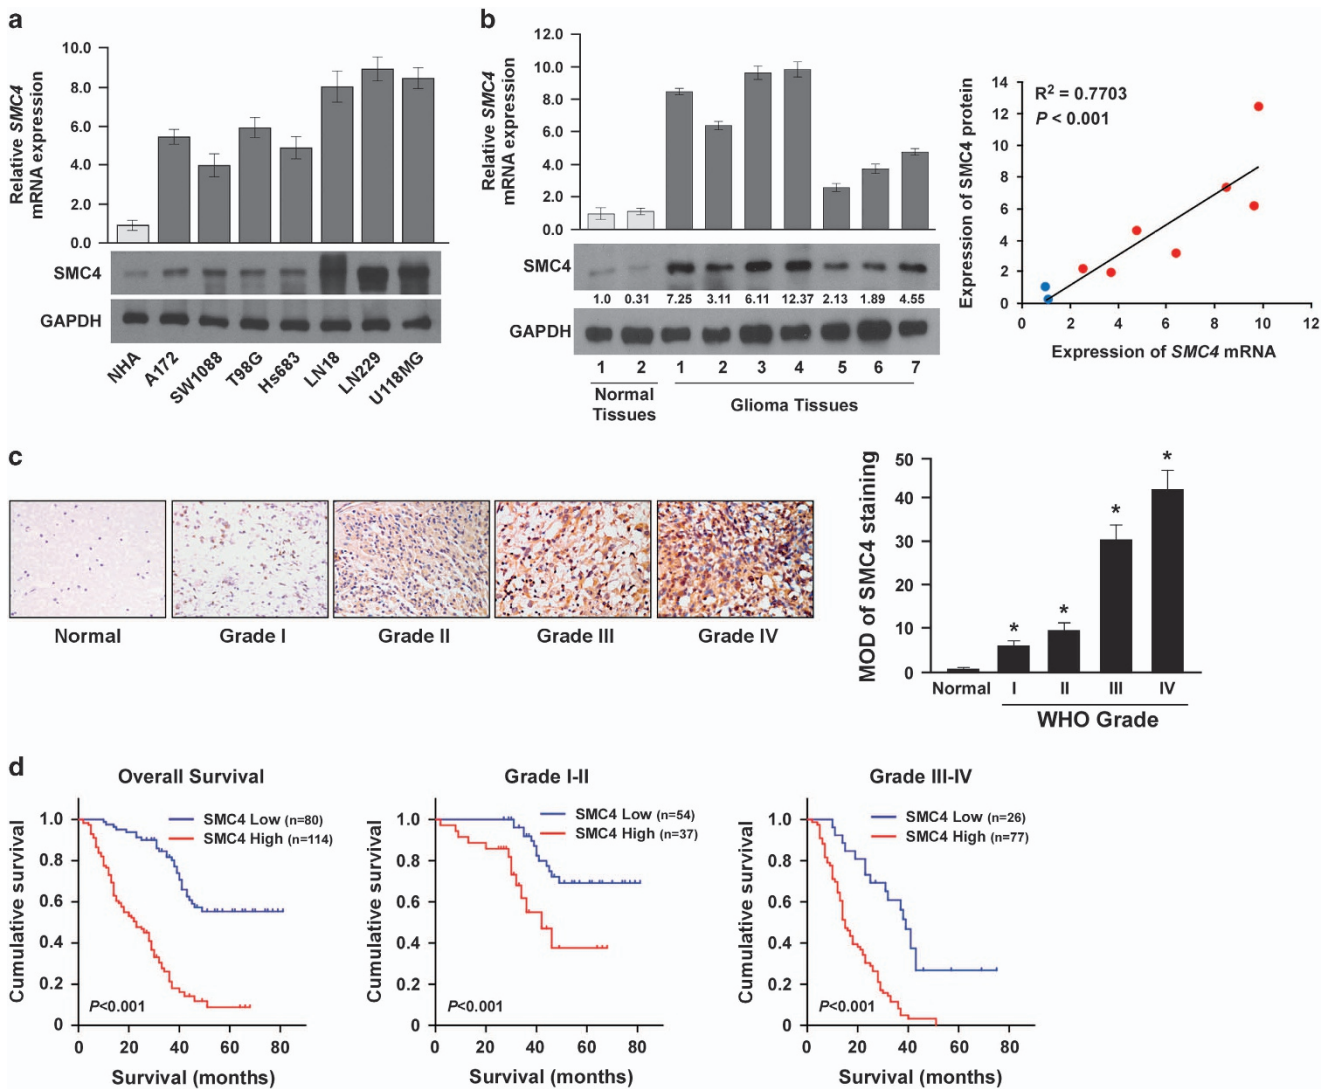 a
Relative SMC4
mRNA expression
10.0
8.0
6.0
4.0
2.0
0.0
SMC4
GAPDH
NHA
A172
SW1088
T98G
Hs683
LN18
LN229
U118MG
b
Relative SMC4
mRNA expression
12.0
10.0
8.0
6.0
4.0
2.0
0.0
SMC4
1.0 0.31 7.25 3.11 6.11 12.37 2.13 1.89 4.55
GAPDH
1 2 1 2 3 4 5 6 7
Normal
Tissues
Glioma Tissues
Expression of SMC4 protein
14
12
10
8
6
4
2
0
R² = 0.7703
P < 0.001
0 2 4 6 8 10 12
Expression of SMC4 mRNA
c
Normal
Grade I
Grade II
Grade III
Grade IV
MOD of SMC4 staining
50
40
30
20
10
0
* * * *
Normal I II III IV
WHO Grade
d
Overall Survival
Cumulative survival
1.0
0.8
0.6
0.4
0.2
0
SMC4 Low (n=80)
SMC4 High (n=114)
P<0.001
0 20 40 60 80
Survival (months)
Grade I-II
Cumulative survival
1.0
0.8
0.6
0.4
0.2
0
SMC4 Low (n=54)
SMC4 High (n=37)
P<0.001
0 20 40 60 80
Survival (months)
Grade III-IV
Cumulative survival
1.0
0.8
0.6
0.4
0.2
0
SMC4 Low (n=26)
SMC4 High (n=77)
P<0.001
0 20 40 60 80
Survival (months)